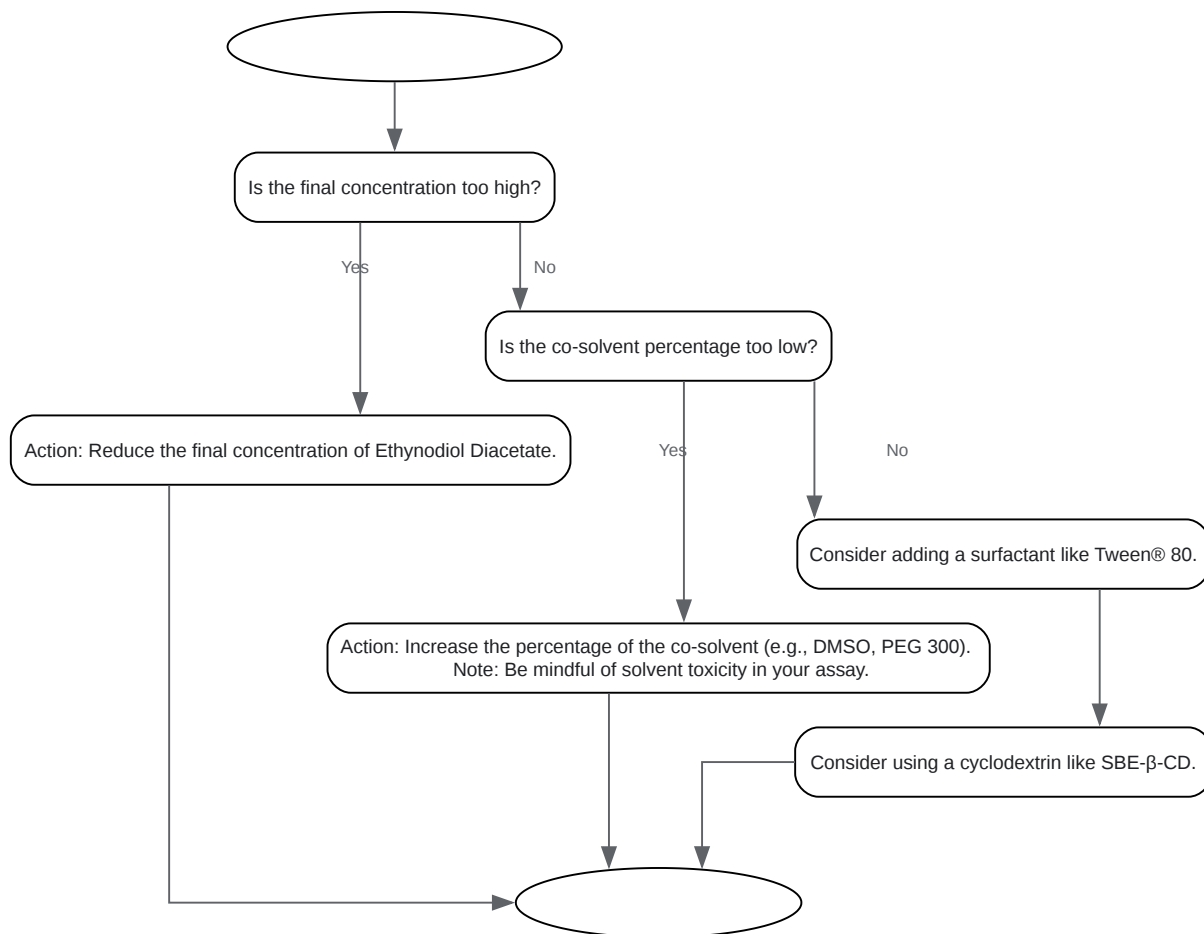 Is the final concentration too high?
Yes
No
Is the co-solvent percentage too low?
Action: Reduce the final concentration of Ethynodiol Diacetate.
Yes
No
Consider adding a surfactant like Tween® 80.
Action: Increase the percentage of the co-solvent (e.g., DMSO, PEG 300).
Note: Be mindful of solvent toxicity in your assay.
Consider using a cyclodextrin like SBE-β-CD.